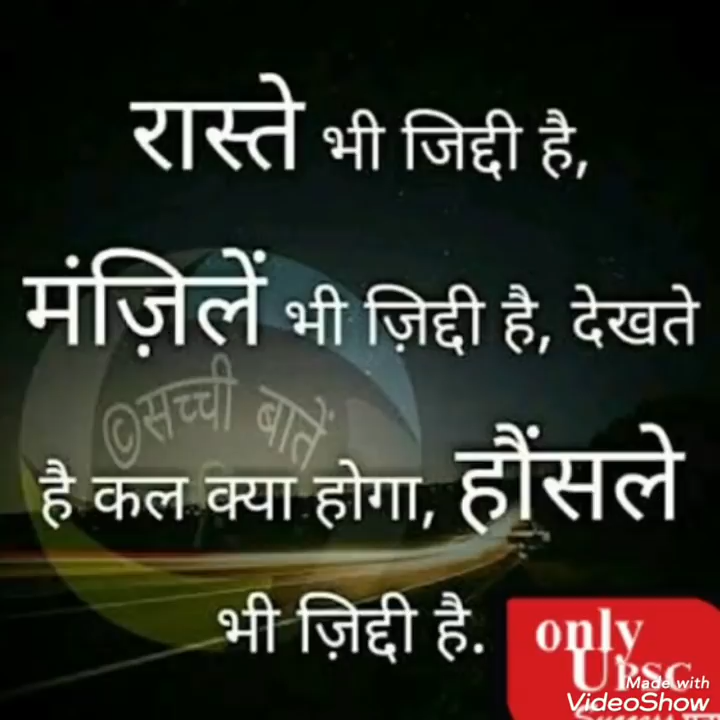 रास्ते भी जिद्दी है,
मंज़िलें भी ज़िद्दी है, देखते
©सच्ची बातें
है कल क्या होगा, हौंसले
भी ज़िद्दी है.
only
UPSC
Made with
VideoShow